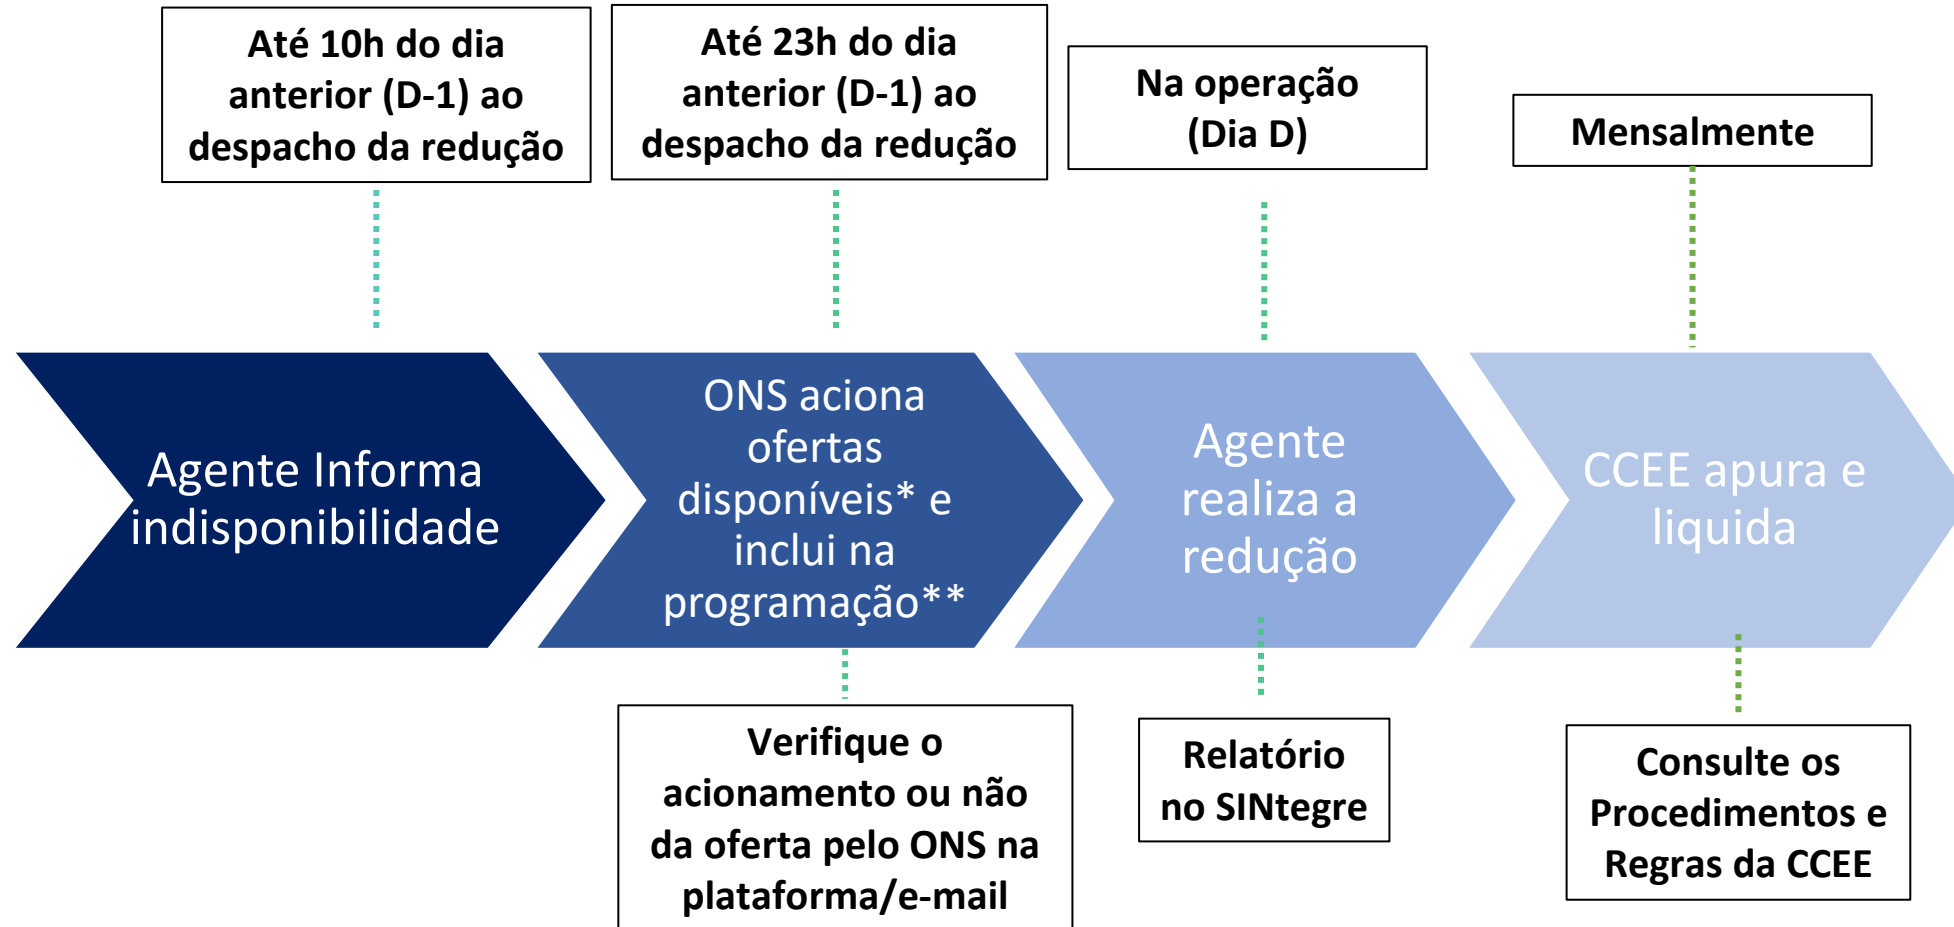 Até 10h do dia
anterior (D-1) ao
despacho da redução
Até 23h do dia
anterior (D-1) ao
despacho da redução
Na operação
(Dia D)
Mensalmente
Agente Informa
indisponibilidade
ONS aciona
ofertas
disponíveis* e
inclui na
programação**
Agente
realiza a
redução
CCEE apura e
liquida
Verifique o
acionamento ou não
da oferta pelo ONS na
plataforma/e-mail
Relatório
no SINtegre
Consulte os
Procedimentos e
Regras da CCEE